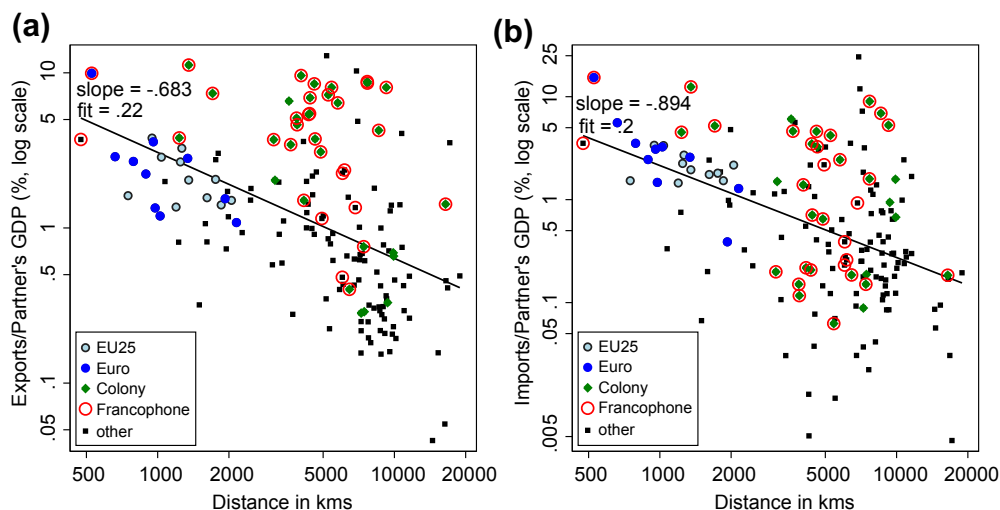 (a)
Exports/Partner's GDP (%, log scale)
10
5
1
.5
.1
.05
slope = -.683
fit = .22
EU25
Euro
Colony
Francophone
other
500 1000 2000 5000 10000 20000
Distance in kms
(b)
Imports/Partner's GDP (%, log scale)
25
5
1
.5
.1
.05
.005
slope = -.894
fit = .2
EU25
Euro
Colony
Francophone
other
500 1000 2000 5000 10000 20000
Distance in kms